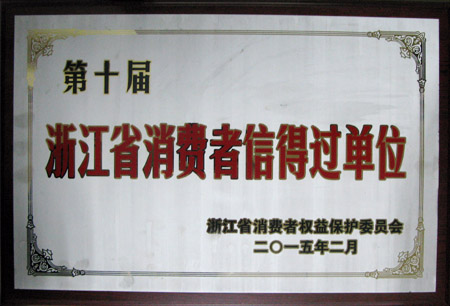 第十届
浙江省消费者信得过单位
浙江省消费者权益保护委员会
二〇一五年二月